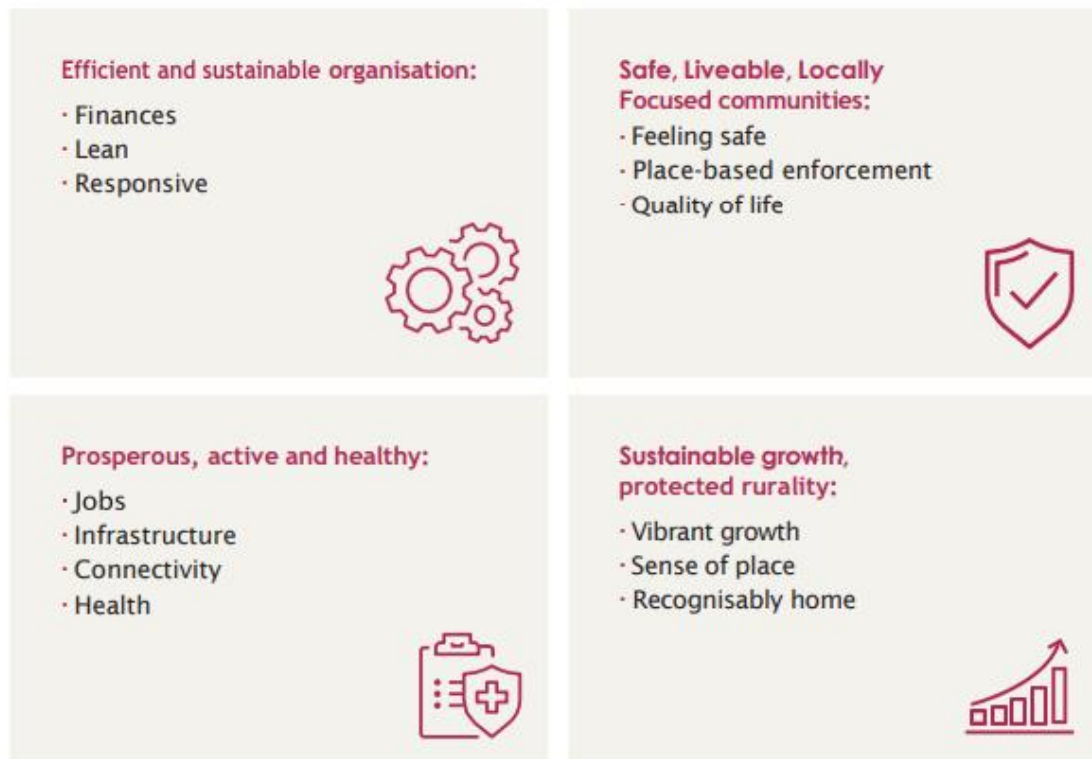 Efficient and sustainable organisation:
· Finances
· Lean
· Responsive
Safe, Liveable, Locally
Focused communities:
· Feeling safe
· Place-based enforcement
· Quality of life
Prosperous, active and healthy:
· Jobs
· Infrastructure
· Connectivity
· Health
Sustainable growth,
protected rurality:
· Vibrant growth
· Sense of place
· Recognisably home